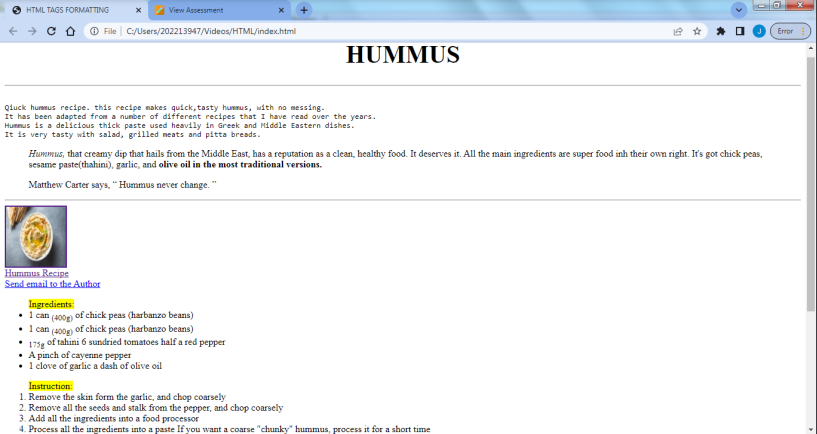 HTML TAGS FORMATTING
View Assessment
File C:/Users/202213947/Videos/HTML/index.html
J
Error
HUMMUS
Qiuck hummus recipe. this recipe makes quick,tasty hummus, with no messing.
It has been adapted from a number of different recipes that I have read over the years.
Hummus is a delicious thick paste used heavily in Greek and Middle Eastern dishes.
It is very tasty with salad, grilled meats and pitta breads.
Hummus, that creamy dip that hails from the Middle East, has a reputation as a clean, healthy food. It deserves it. All the main ingredients are super food inh their own right. It's got chick peas,
sesame paste(thahini), garlic, and olive oil in the most traditional versions.
Matthew Carter says, “ Hummus never change. ”
Hummus Recipe
Send email to the Author
Ingredients:
• 1 can (400g) of chick peas (harbanzo beans)
• 1 can (400g) of chick peas (harbanzo beans)
• 175g of tahini 6 sundried tomatoes half a red pepper
• A pinch of cayenne pepper
• 1 clove of garlic a dash of olive oil
Instruction:
1. Remove the skin form the garlic, and chop coarsely
2. Remove all the seeds and stalk from the pepper, and chop coarsely
3. Add all the ingredients into a food processor
4. Process all the ingredients into a paste If you want a coarse "chunky" hummus, process it for a short time